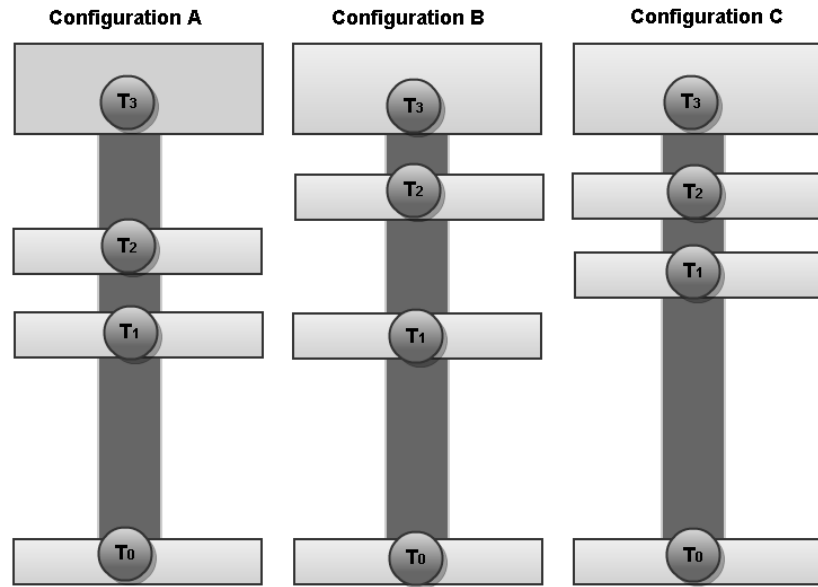 Configuration A Configuration B Configuration C
T3 T3 T3
T2 T2
T2
T1
T1 T1
T0 T0 T0